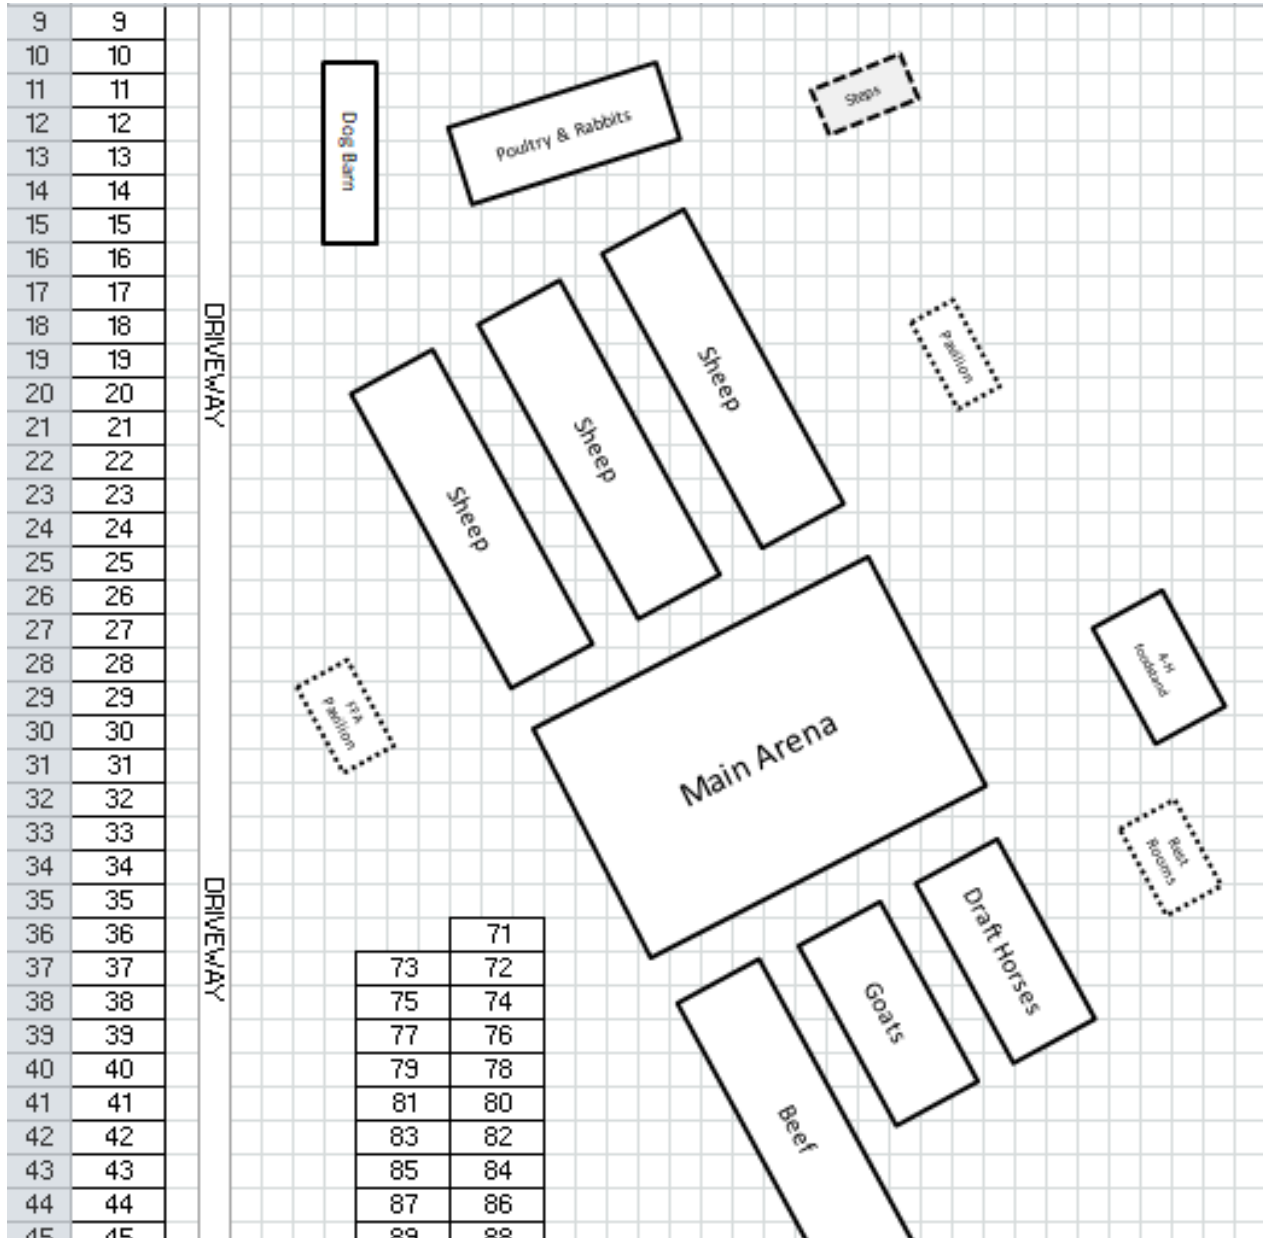 9 9
10 10
11 11
12 12
13 13
14 14
15 15
16 16
17 17
18 18
19 19
20 20
21 21
22 22
23 23
24 24
25 25
26 26
27 27
28 28
29 29
30 30
31 31
32 32
33 33
34 34
35 35
36 36
37 37
38 38
39 39
40 40
41 41
42 42
43 43
44 44
45 45
DRIVEWAY
DRIVEWAY
Dog Barn
Poultry & Rabbits
Steps
Sheep
Sheep
Sheep
Pavilion
FFA
Pavilion
Main Arena
4-H
foodstand
Rest
Rooms
Draft Horses
Goats
Beef
71
73 72
75 74
77 76
79 78
81 80
83 82
85 84
87 86
89 88